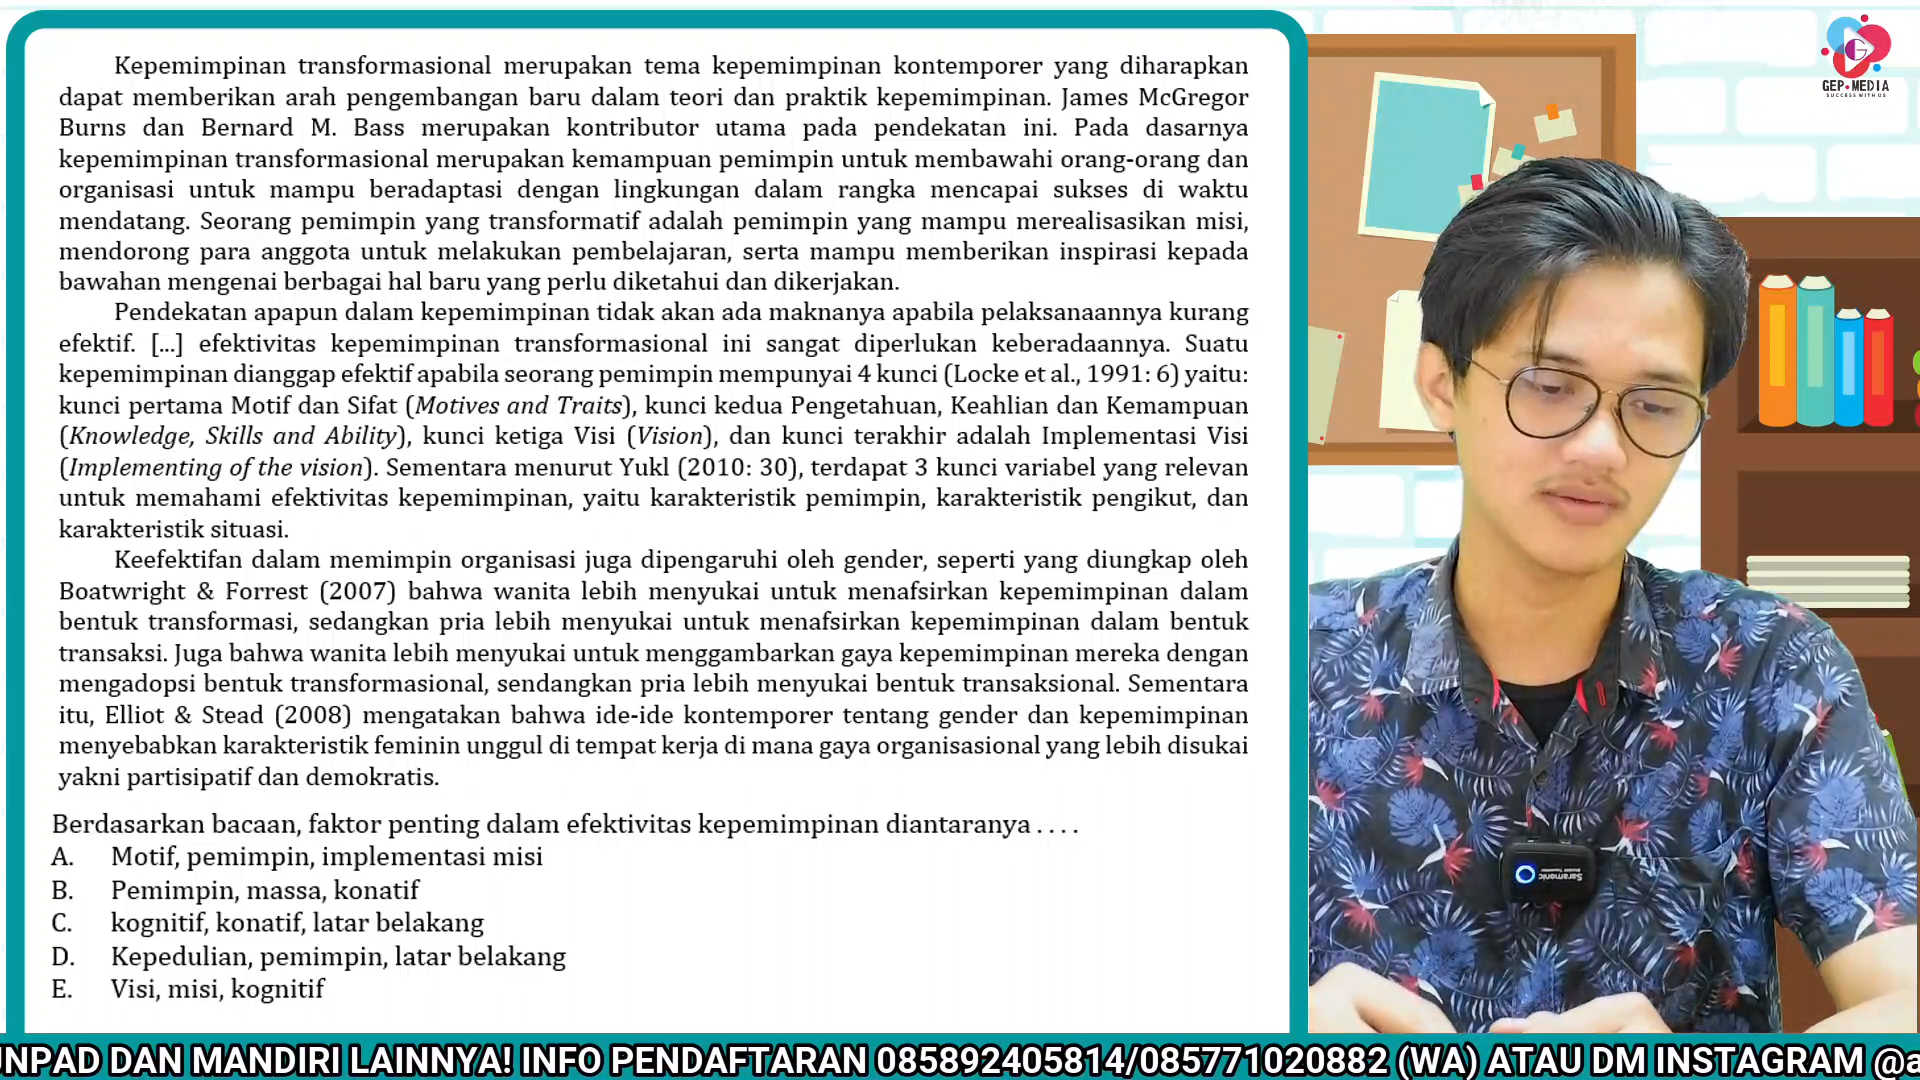 Kepemimpinan transformasional merupakan tema kepemimpinan kontemporer yang diharapkan
dapat memberikan arah pengembangan baru dalam teori dan praktik kepemimpinan. James McGregor
Burns dan Bernard M. Bass merupakan kontributor utama pada pendekatan ini. Pada dasarnya
kepemimpinan transformasional merupakan kemampuan pemimpin untuk membawahi orang-orang dan
organisasi untuk mampu beradaptasi dengan lingkungan dalam rangka mencapai sukses di waktu
mendatang. Seorang pemimpin yang transformatif adalah pemimpin yang mampu merealisasikan misi,
mendorong para anggota untuk melakukan pembelajaran, serta mampu memberikan inspirasi kepada
bawahan mengenai berbagai hal baru yang perlu diketahui dan dikerjakan.
Pendekatan apapun dalam kepemimpinan tidak akan ada maknanya apabila pelaksanaannya kurang
efektif. [...] efektivitas kepemimpinan transformasional ini sangat diperlukan keberadaannya. Suatu
kepemimpinan dianggap efektif apabila seorang pemimpin mempunyai 4 kunci (Locke et al., 1991: 6) yaitu:
kunci pertama Motif dan Sifat (Motives and Traits), kunci kedua Pengetahuan, Keahlian dan Kemampuan
(Knowledge, Skills and Ability), kunci ketiga Visi (Vision), dan kunci terakhir adalah Implementasi Visi
(Implementing of the vision). Sementara menurut Yukl (2010: 30), terdapat 3 kunci variabel yang relevan
untuk memahami efektivitas kepemimpinan, yaitu karakteristik pemimpin, karakteristik pengikut, dan
karakteristik situasi.
Keefektifan dalam memimpin organisasi juga dipengaruhi oleh gender, seperti yang diungkap oleh
Boatwright & Forrest (2007) bahwa wanita lebih menyukai untuk menafsirkan kepemimpinan dalam
bentuk transformasi, sedangkan pria lebih menyukai untuk menafsirkan kepemimpinan dalam bentuk
transaksi. Juga bahwa wanita lebih menyukai untuk menggambarkan gaya kepemimpinan mereka dengan
mengadopsi bentuk transformasional, sendangkan pria lebih menyukai bentuk transaksional. Sementara
itu, Elliot & Stead (2008) mengatakan bahwa ide-ide kontemporer tentang gender dan kepemimpinan
menyebabkan karakteristik feminin unggul di tempat kerja di mana gaya organisasional yang lebih disukai
yakni partisipatif dan demokratis.
Berdasarkan bacaan, faktor penting dalam efektivitas kepemimpinan diantaranya . . . .
A. Motif, pemimpin, implementasi misi
B. Pemimpin, massa, konatif
C. kognitif, konatif, latar belakang
D. Kepedulian, pemimpin, latar belakang
E. Visi, misi, kognitif
G
GEP MEDIA
SUCCESS WITH US
Saramonic
UNPAD DAN MANDIRI LAINNYA! INFO PENDAFTARAN 085892405814/085771020882 (WA) ATAU DM INSTAGRAM @a